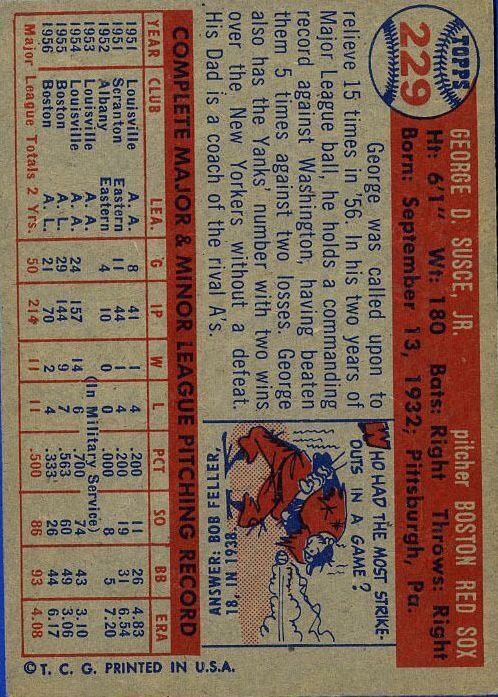 TOPPS
229
GEORGE D. SUSCE, JR. pitcher BOSTON RED SOX
Ht: 6'1" Wt: 180 Bats: Right Throws: Right
Born: September 13, 1932; Pittsburgh, Pa.
George was called upon to
relieve 15 times in '56. In his two years of
Major League ball, he holds a commanding
record against Washington, having beaten
them 5 times against two losses. George
also has the Yanks' number with two wins
over the New Yorkers without a defeat.
His Dad is a coach of the rival A's.
WHO HAD THE MOST STRIKE-
OUTS IN A GAME?
ANSWER: BOB FELLER,
18, IN 1938
COMPLETE MAJOR & MINOR LEAGUE PITCHING RECORD
YEAR CLUB LEA. G IP W L PCT SO BB ERA
1951 Louisville A. A. 8 41 1 4 .200 19 26 4.83
1951 Scranton Eastern 11 44 1 4 .200 11 31 6.54
1952 Albany Eastern 4 10 0 0 .000 8 5 7.20
1953 Louisville A. A. (In Military Service)
1954 Louisville A. A. 24 157 14 6 .700 74 43 3.10
1955 Boston A. L. 29 144 9 7 .563 60 49 3.06
1956 Boston A. L. 21 70 2 4 .333 26 44 6.17
Major League Totals 2 Yrs. 50 214 11 11 .500 86 93 4.08
© T. C. G. PRINTED IN U.S.A.